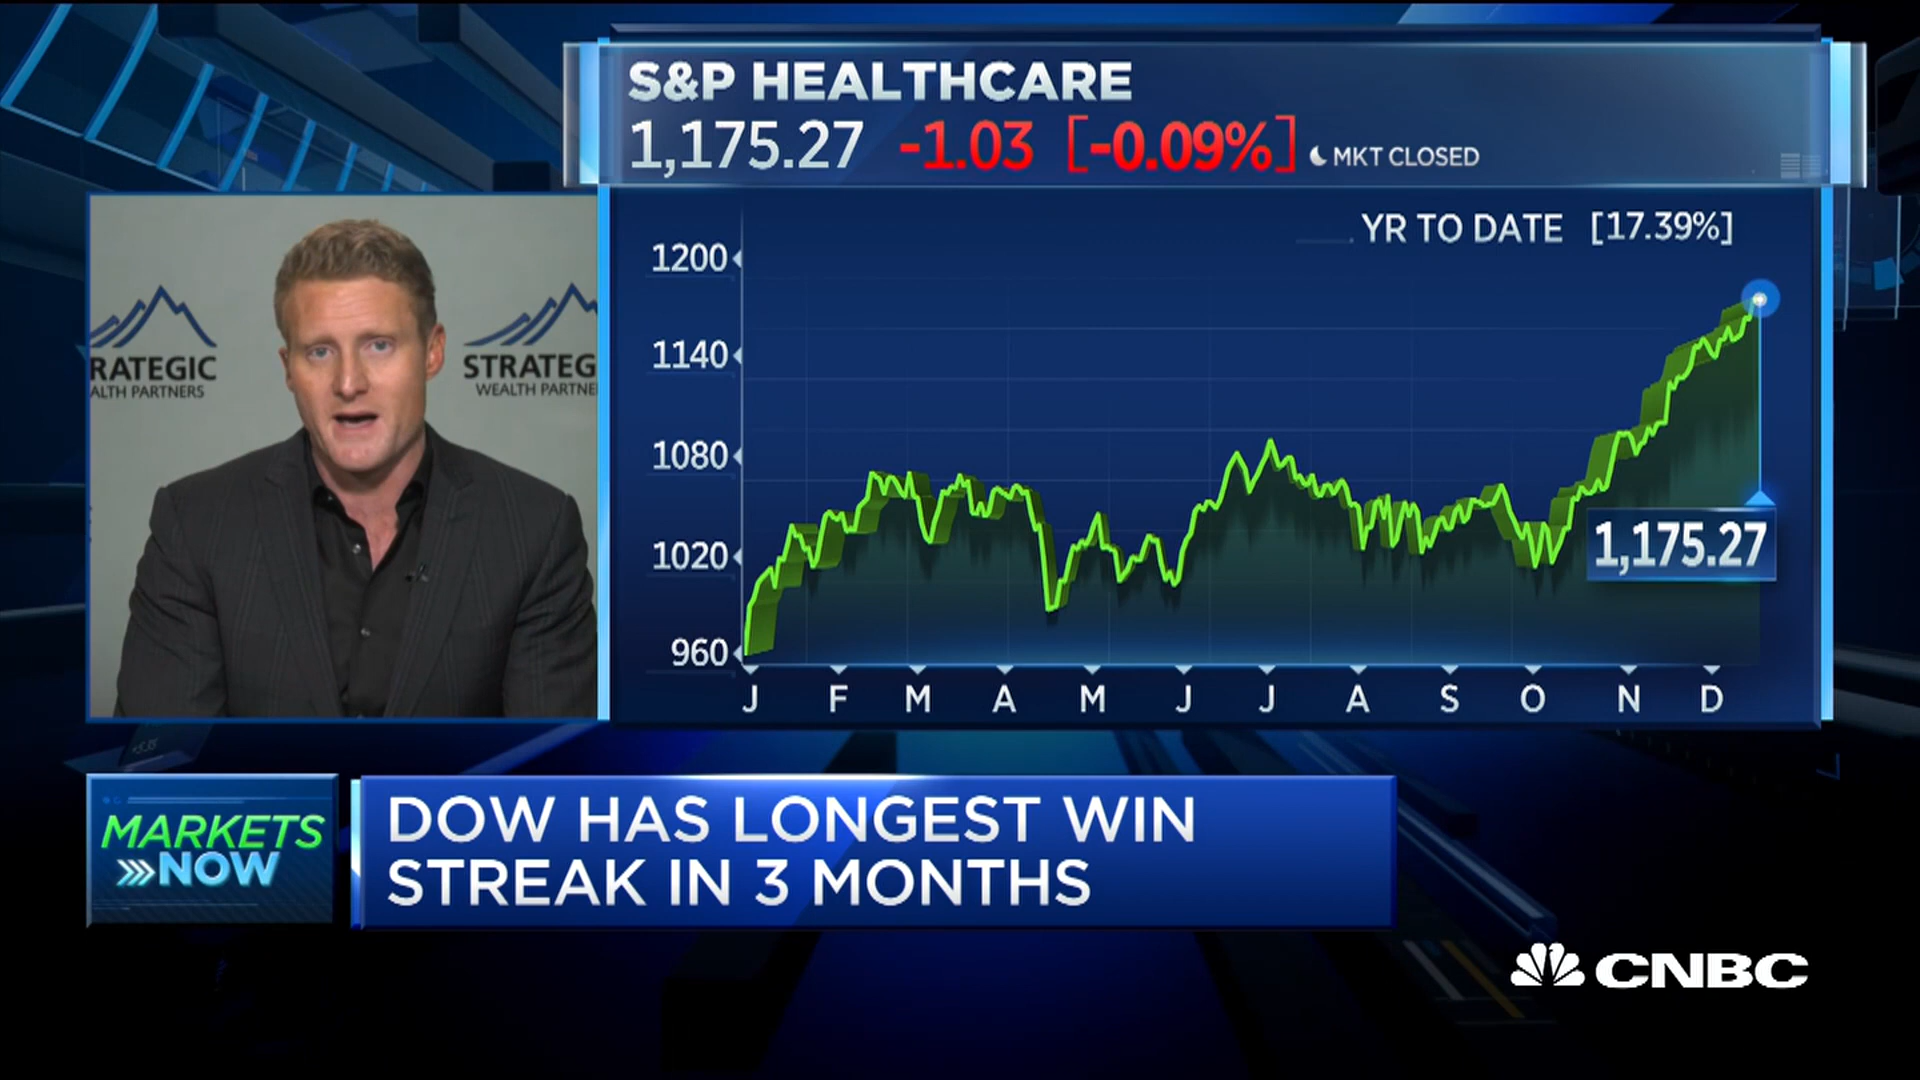 S&P HEALTHCARE
1,175.27 -1.03 [-0.09%] MKT CLOSED
YR TO DATE [17.39%]
1200
1140
1080
1020
960
1,175.27
J F M A M J J A S O N D
RATEGIC
ALTH PARTNERS
STRATEG
WEALTH PARTNE
MARKETS
NOW
DOW HAS LONGEST WIN
STREAK IN 3 MONTHS
CNBC